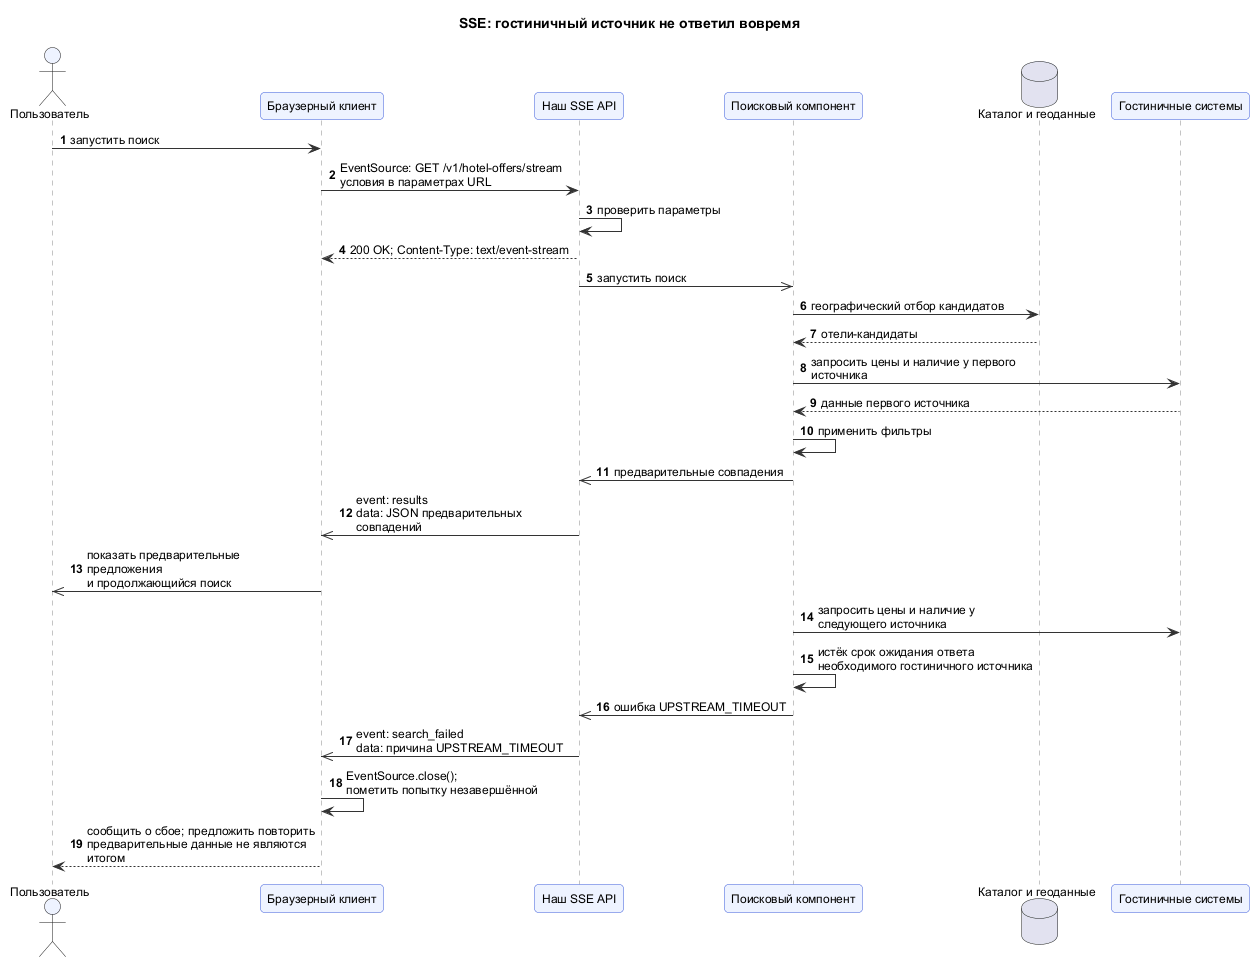 SSE: гостиничный источник не ответил вовремя
Пользователь
Браузерный клиент
Наш SSE API
Поисковый компонент
Каталог и геоданные
Гостиничные системы
1 запустить поиск
2 EventSource: GET /v1/hotel-offers/stream
условия в параметрах URL
3 проверить параметры
4 200 OK; Content-Type: text/event-stream
5 запустить поиск
6 географический отбор кандидатов
7 отели-кандидаты
8 запросить цены и наличие у первого
источника
9 данные первого источника
10 применить фильтры
11 предварительные совпадения
12 event: results
data: JSON предварительных
совпадений
13 показать предварительные
предложения
и продолжающийся поиск
14 запросить цены и наличие у
следующего источника
15 истёк срок ожидания ответа
необходимого гостиничного источника
16 ошибка UPSTREAM_TIMEOUT
17 event: search_failed
data: причина UPSTREAM_TIMEOUT
18 EventSource.close();
пометить попытку незавершённой
19 сообщить о сбое; предложить повторить
предварительные данные не являются
итогом
Пользователь
Браузерный клиент
Наш SSE API
Поисковый компонент
Каталог и геоданные
Гостиничные системы